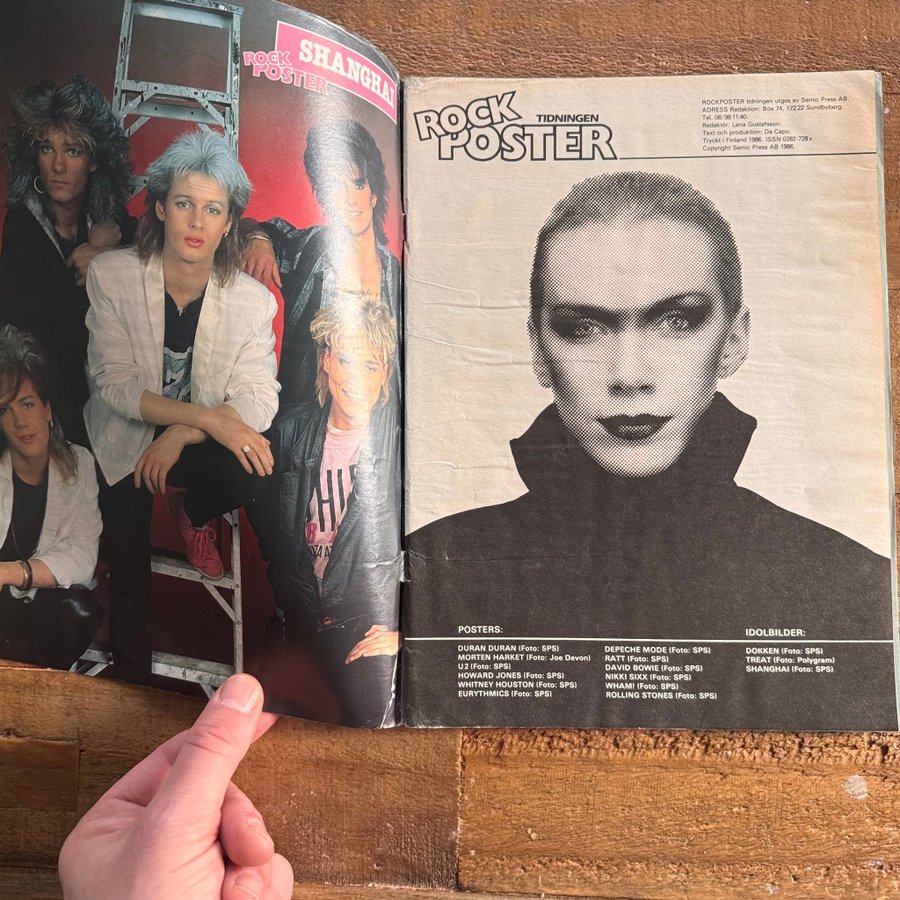 ROCK
POSTER
SHANGHAI
ROCK
TIDNINGEN
POSTER
ROCKPOSTER tidningen utges av Semic Press AB.
ADRESS Redaktion: Box 74, 172 22 Sundbyberg.
Tel. 08/98 11 40.
Redaktör: Lena Gustafsson.
Text och produktion: Da Capo.
Tryckt i Finland 1986. ISSN 0282-728x
Copyright Semic Press AB 1986.
POSTERS:
DURAN DURAN (Foto: SPS)
MORTEN HARKET (Foto: Joe Devon)
U2 (Foto: SPS)
HOWARD JONES (Foto: SPS)
WHITNEY HOUSTON (Foto: SPS)
EURYTHMICS (Foto: SPS)
DEPECHE MODE (Foto: SPS)
RATT (Foto: SPS)
DAVID BOWIE (Foto: SPS)
NIKKI SIXX (Foto: SPS)
WHAM! (Foto: SPS)
ROLLING STONES (Foto: SPS)
IDOLBILDER:
DOKKEN (Foto: SPS)
TREAT (Foto: Polygram)
SHANGHAI (Foto: SPS)